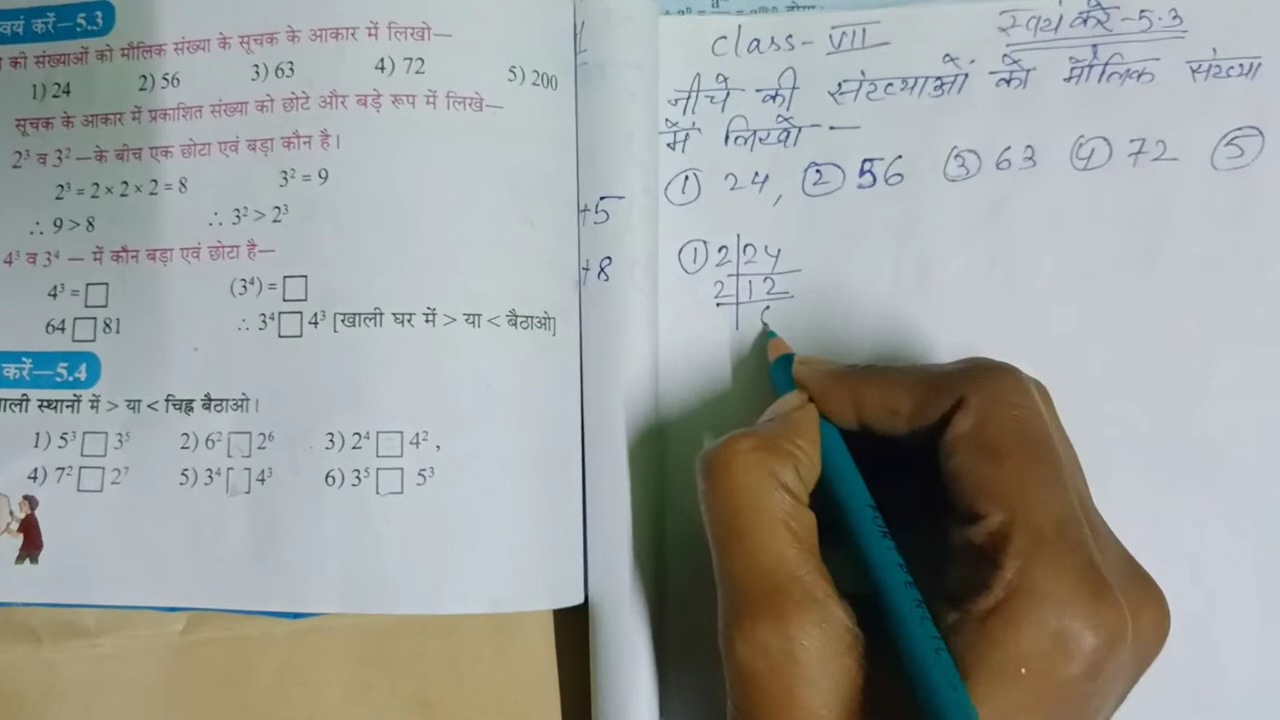 वयं करें–5.3
की संख्याओं को मौलिक संख्या के सूचक के आकार में लिखो—
1) 24 2) 56 3) 63 4) 72 5) 200
सूचक के आकार में प्रकाशित संख्या को छोटे और बड़े रूप में लिखे—
2³ व 3² —के बीच एक छोटा एवं बड़ा कौन है।
2³ = 2 × 2 × 2 = 8 3² = 9
∴ 9 > 8 ∴ 3² > 2³
4³ व 3⁴ — में कौन बड़ा एवं छोटा है—
4³ = □ (3⁴) = □
64 □ 81 ∴ 3⁴ □ 4³ [खाली घर में > या < बैठाओ]
करें—5.4
ाली स्थानों में > या < चिह्न बैठाओ।
1) 5³ □ 3⁵ 2) 6² □ 2⁶ 3) 2⁴ □ 4² ,
4) 7² □ 2⁷ 5) 3⁴ □ 4³ 6) 3⁵ □ 5³
+5
+8
class- VII स्वयं करें-5.3
नीचे की संख्याओं को मौलिक संख्या
में लिखो —
① 24, ② 56 ③ 63 ④ 72 ⑤
① 2 | 24
2 | 12
YORI PENCIL